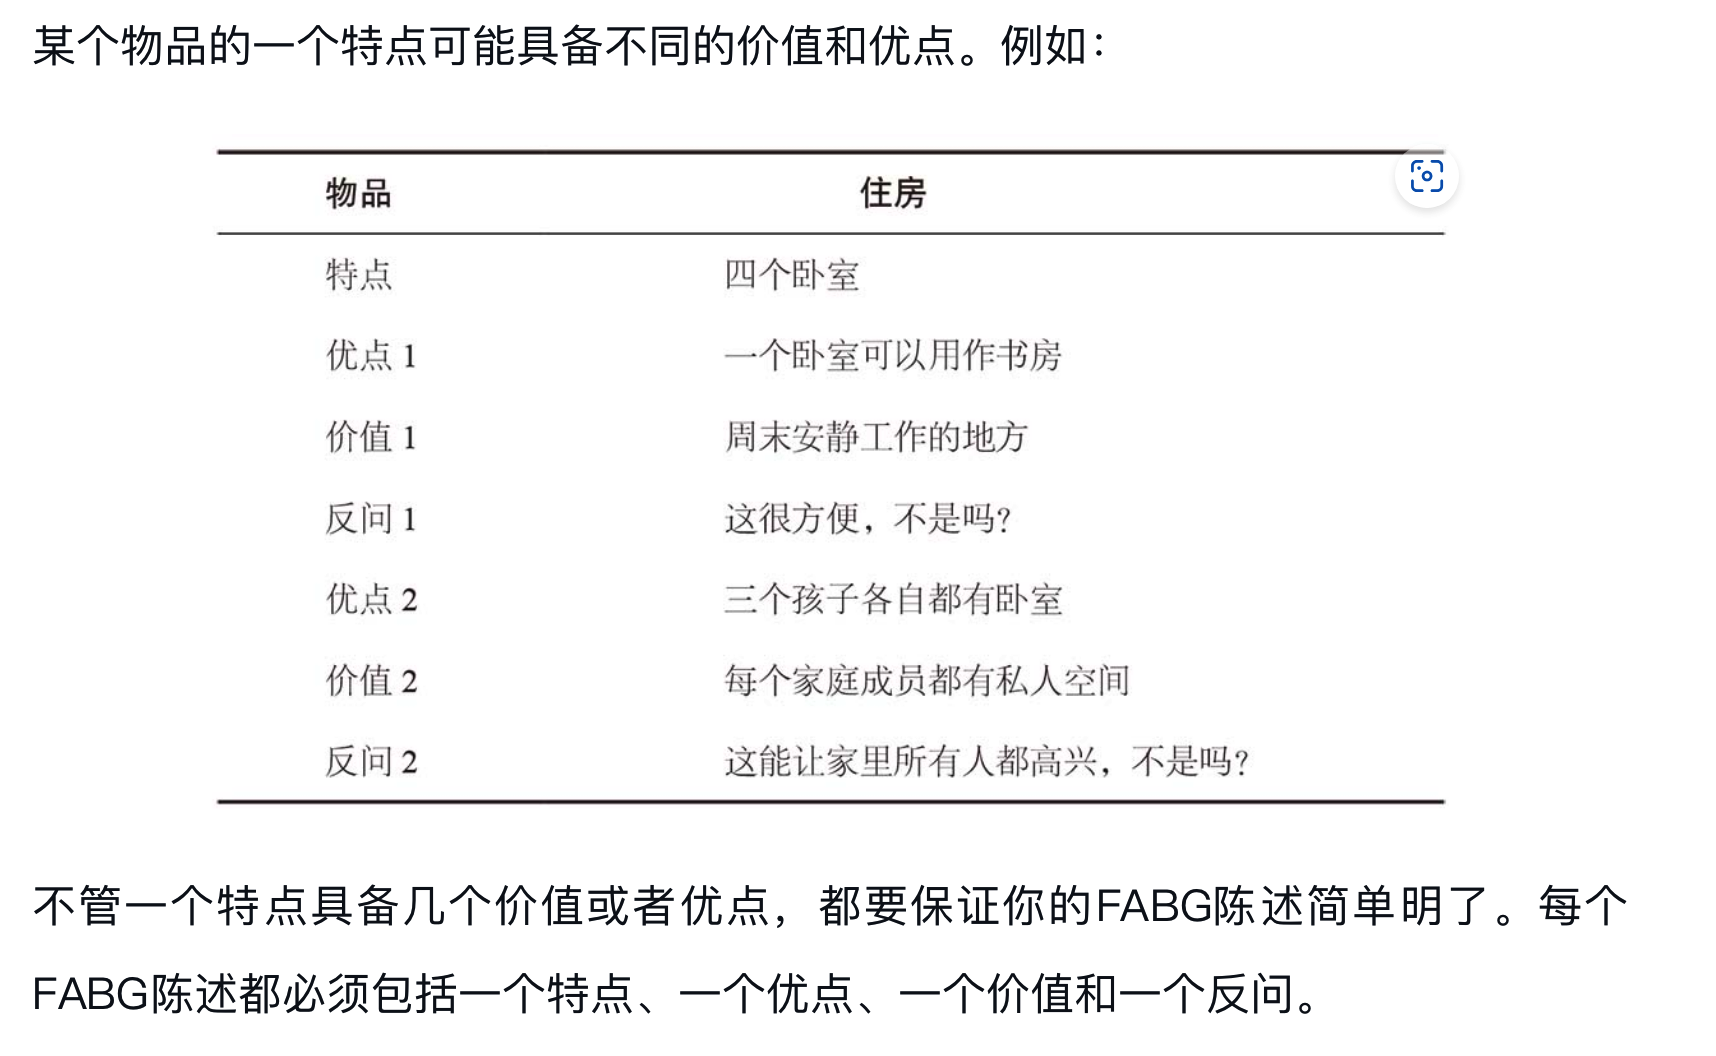 某个物品的一个特点可能具备不同的价值和优点。例如：
物品 住房
特点 四个卧室
优点 1 一个卧室可以用作书房
价值 1 周末安静工作的地方
反问 1 这很方便，不是吗?
优点 2 三个孩子各自都有卧室
价值 2 每个家庭成员都有私人空间
反问 2 这能让家里所有人都高兴，不是吗?
不管一个特点具备几个价值或者优点，都要保证你的FABG陈述简单明了。每个
FABG陈述都必须包括一个特点、一个优点、一个价值和一个反问。